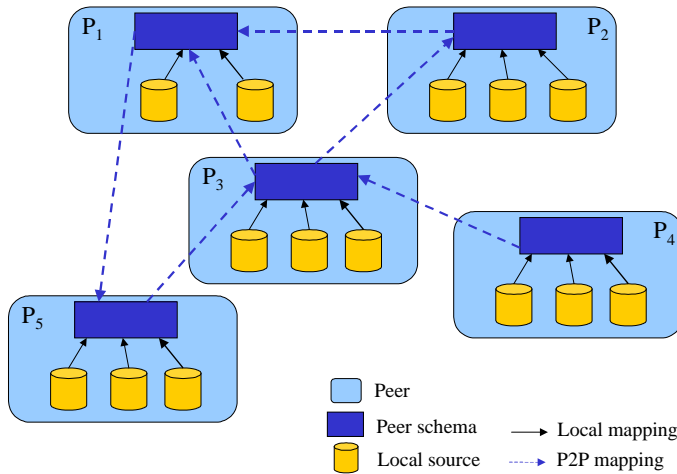 P1
P2
P3
P4
P5
Peer
Peer schema
Local mapping
Local source
P2P mapping